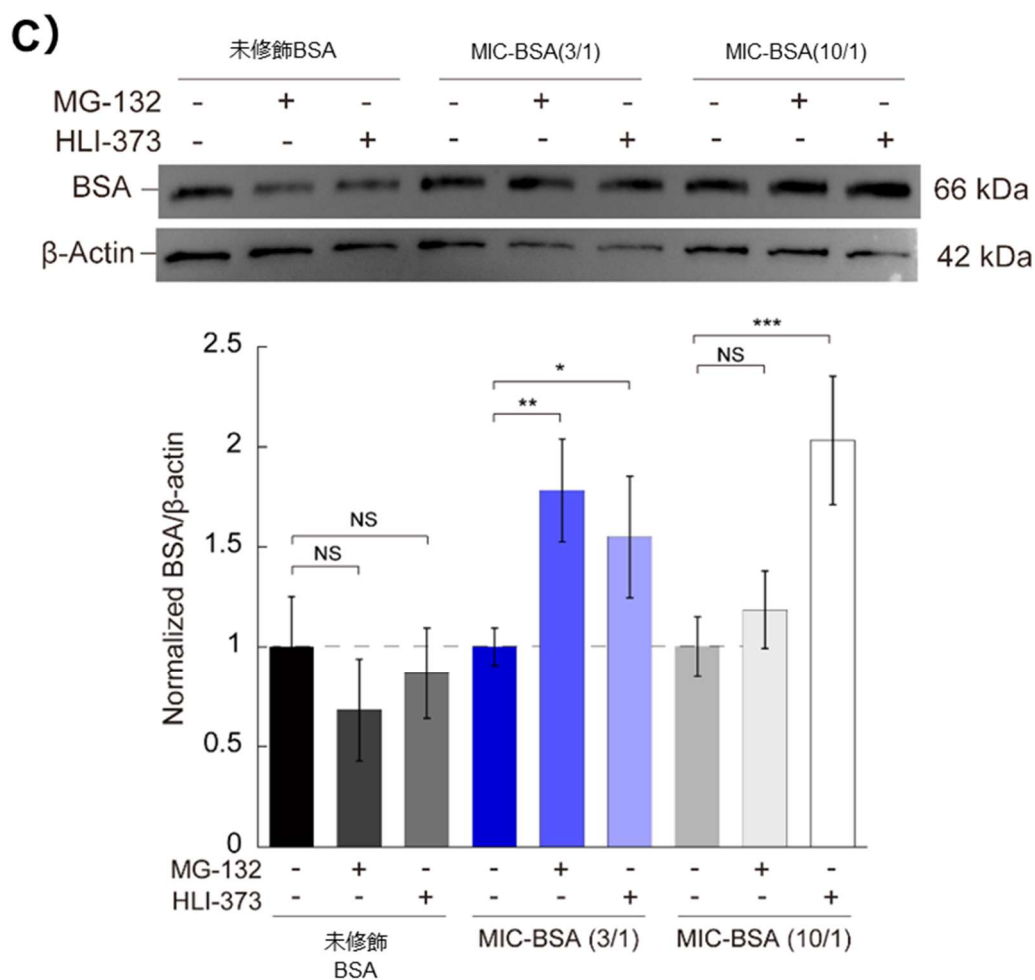 c)
未修飾BSA MIC-BSA(3/1) MIC-BSA(10/1)
MG-132 - + - - + - - + -
HLI-373 - - + - - + - - +
BSA 66 kDa
β-Actin 42 kDa
***
NS
*
**
NS
NS
2.5
2
1.5
1
0.5
0
Normalized BSA/β-actin
MG-132 - + - - + - - + -
HLI-373 - - + - - + - - +
未修飾 MIC-BSA (3/1) MIC-BSA (10/1)
BSA